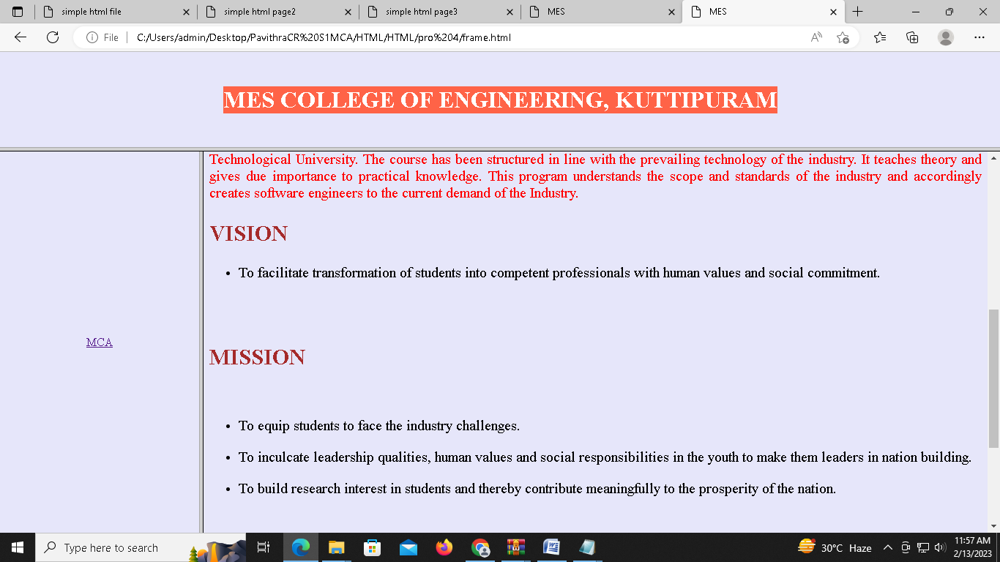 simple html file
simple html page2
simple html page3
MES
MES
File
C:/Users/admin/Desktop/PavithraCR%20S1MCA/HTML/HTML/pro%204/frame.html
MES COLLEGE OF ENGINEERING, KUTTIPURAM
MCA
Technological University. The course has been structured in line with the prevailing technology of the industry. It teaches theory and
gives due importance to practical knowledge. This program understands the scope and standards of the industry and accordingly
creates software engineers to the current demand of the Industry.
VISION
• To facilitate transformation of students into competent professionals with human values and social commitment.
MISSION
• To equip students to face the industry challenges.
• To inculcate leadership qualities, human values and social responsibilities in the youth to make them leaders in nation building.
• To build research interest in students and thereby contribute meaningfully to the prosperity of the nation.
Type here to search
30°C Haze
11:57 AM
2/13/2023